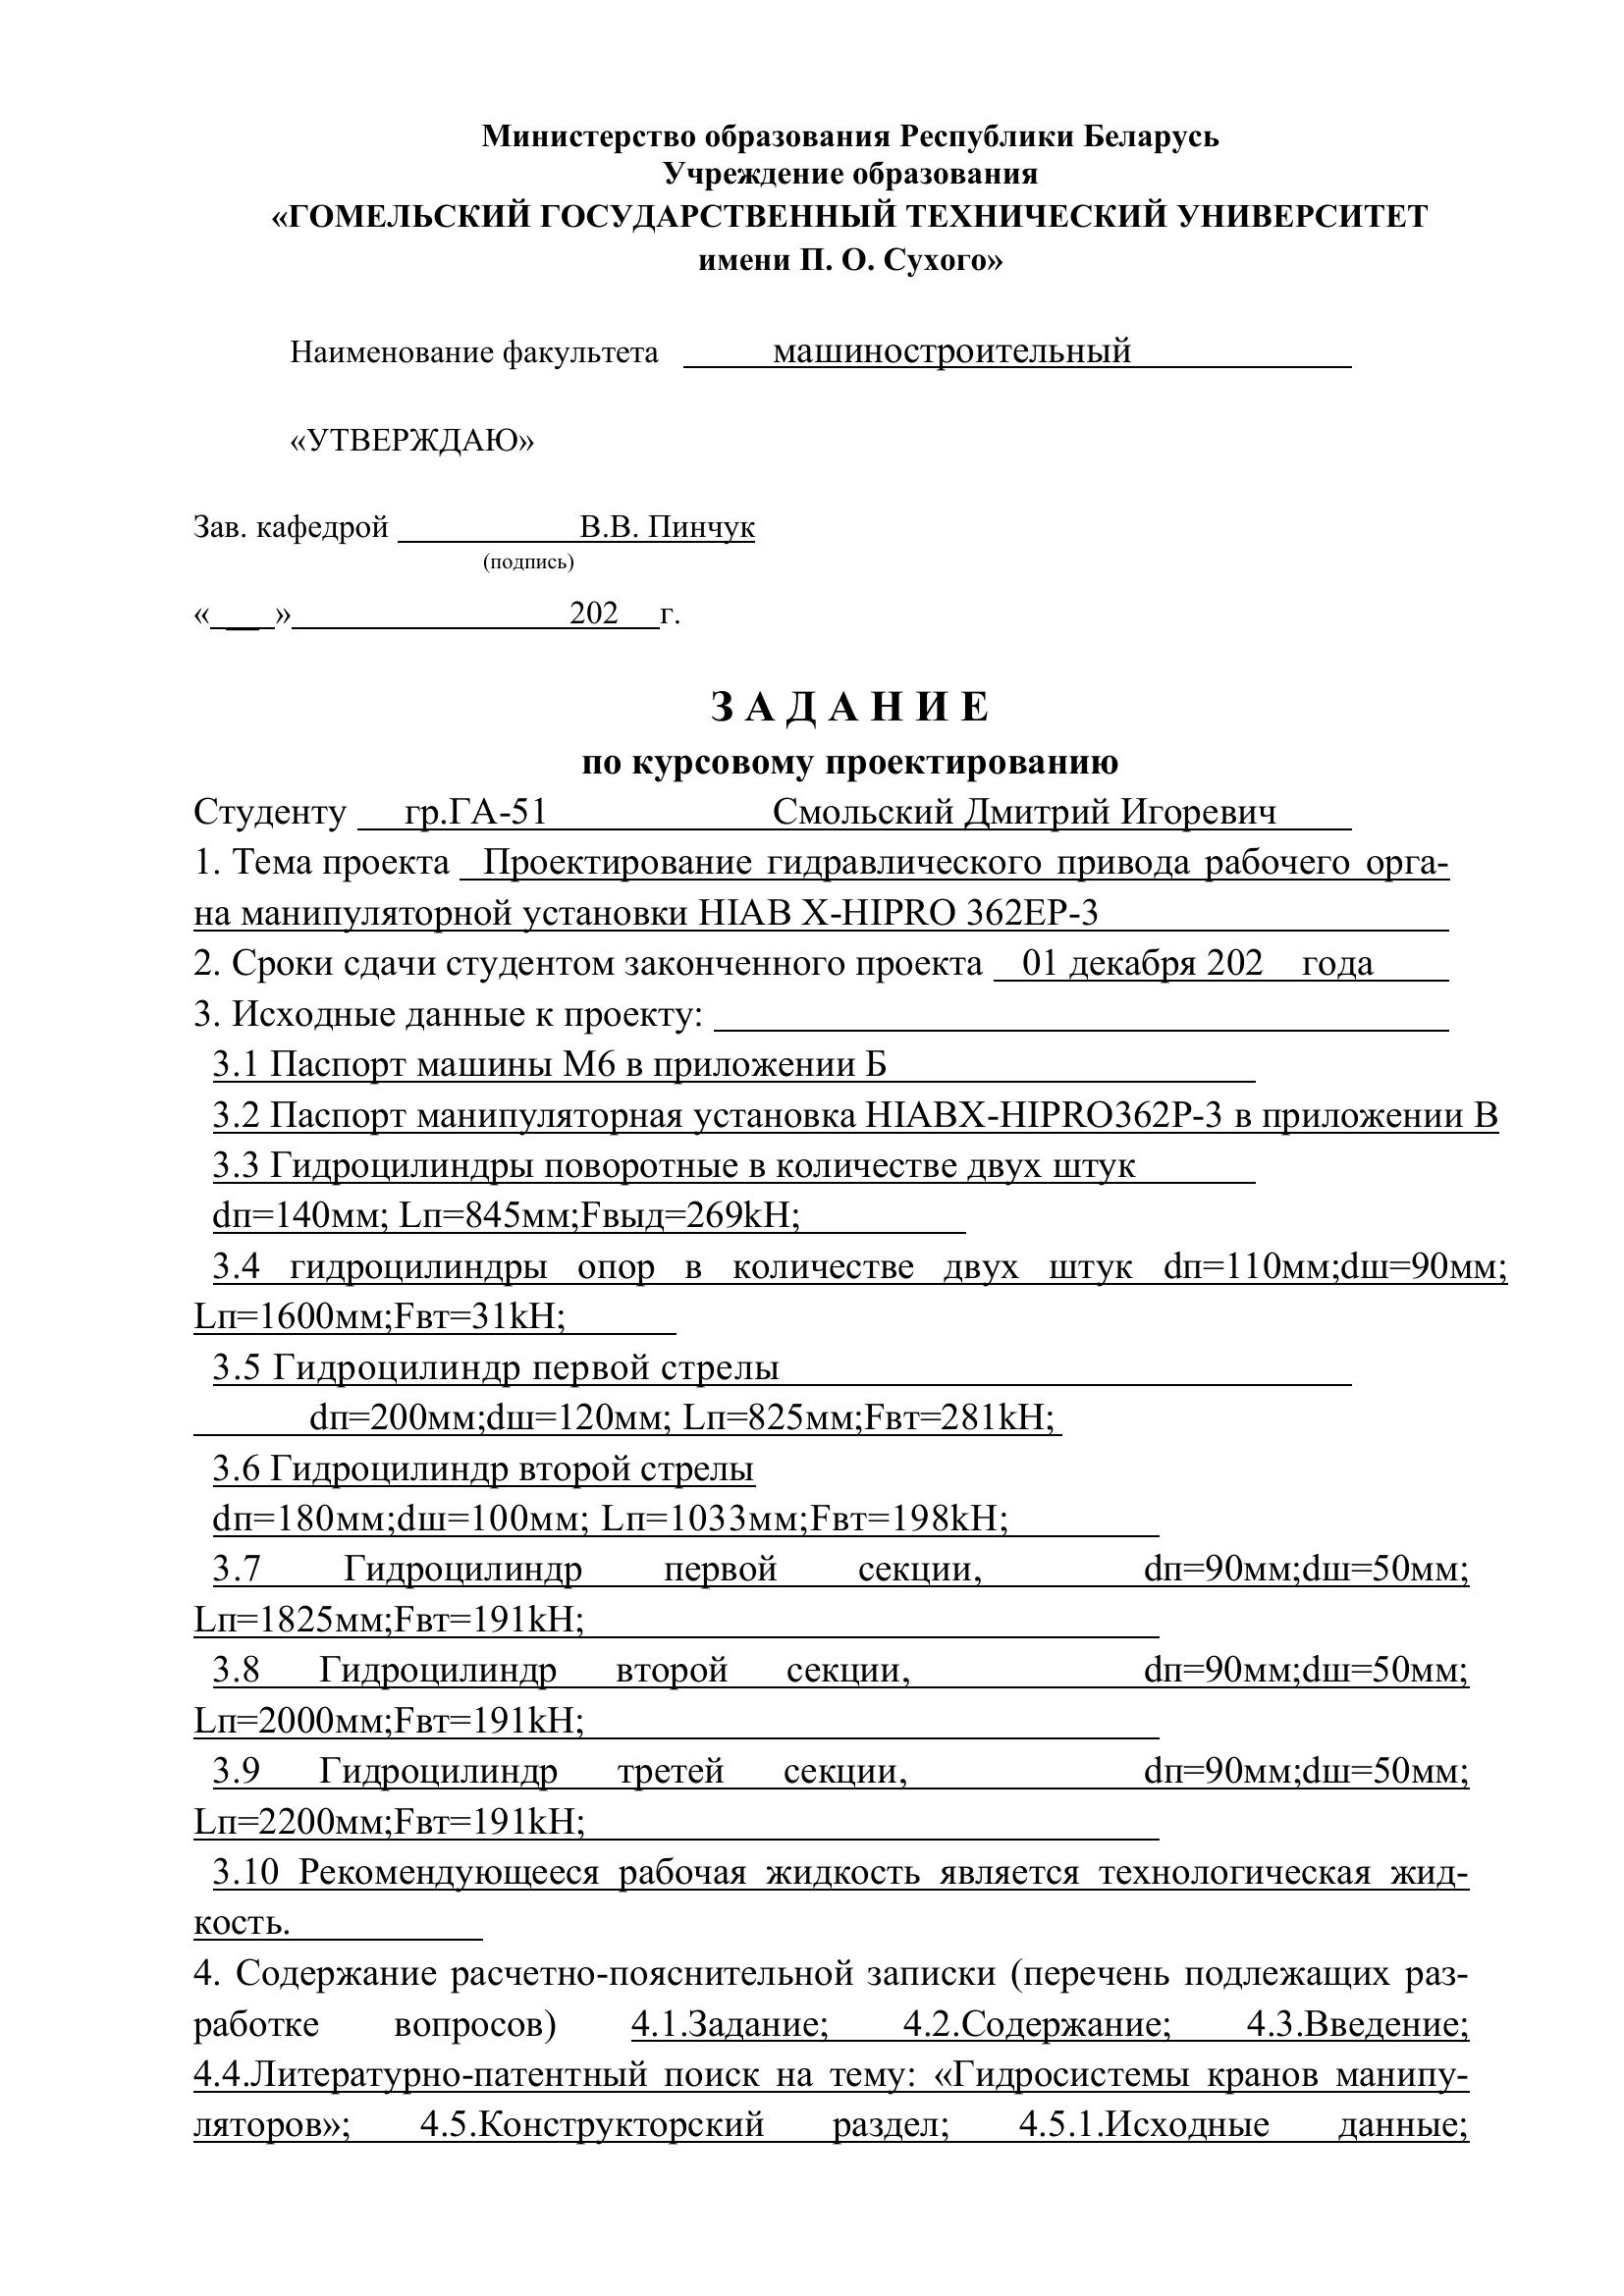 Министерство образования Республики Беларусь
Учреждение образования
«ГОМЕЛЬСКИЙ ГОСУДАРСТВЕННЫЙ ТЕХНИЧЕСКИЙ УНИВЕРСИТЕТ
имени П. О. Сухого»
Наименование факультета машиностроительный
«УТВЕРЖДАЮ»
Зав. кафедрой В.В. Пинчук
(подпись)
«___»________________202__г.
З А Д А Н И Е
по курсовому проектированию
Студенту гр.ГА-51 Смольский Дмитрий Игоревич
1. Тема проекта Проектирование гидравлического привода рабочего орга-
на манипуляторной установки HIAB X-HIPRO 362EP-3
2. Сроки сдачи студентом законченного проекта 01 декабря 202 года
3. Исходные данные к проекту:
3.1 Паспорт машины М6 в приложении Б
3.2 Паспорт манипуляторная установка HIABX-HIPRO362P-3 в приложении В
3.3 Гидроцилиндры поворотные в количестве двух штук
dп=140мм; Lп=845мм;Fвыд=269kH;
3.4 гидроцилиндры опор в количестве двух штук dп=110мм;dш=90мм;
Lп=1600мм;Fвт=31kH;
3.5 Гидроцилиндр первой стрелы
dп=200мм;dш=120мм; Lп=825мм;Fвт=281kH;
3.6 Гидроцилиндр второй стрелы
dп=180мм;dш=100мм; Lп=1033мм;Fвт=198kH;
3.7 Гидроцилиндр первой секции, dп=90мм;dш=50мм;
Lп=1825мм;Fвт=191kH;
3.8 Гидроцилиндр второй секции, dп=90мм;dш=50мм;
Lп=2000мм;Fвт=191kH;
3.9 Гидроцилиндр третей секции, dп=90мм;dш=50мм;
Lп=2200мм;Fвт=191kH;
3.10 Рекомендующееся рабочая жидкость является технологическая жид-
кость.
4. Содержание расчетно-пояснительной записки (перечень подлежащих раз-
работке вопросов) 4.1.Задание; 4.2.Содержание; 4.3.Введение;
4.4.Литературно-патентный поиск на тему: «Гидросистемы кранов манипу-
ляторов»; 4.5.Конструкторский раздел; 4.5.1.Исходные данные;